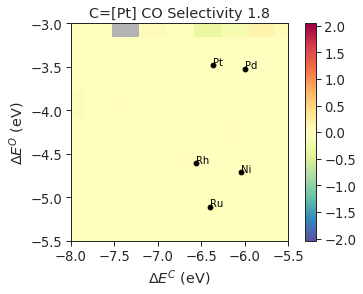 C=[Pt] CO Selectivity 1.8
−3.0
−3.5
−4.0
−4.5
−5.0
−5.5
ΔE^O (eV)
Pt
Pd
Rh
Ni
Ru
−8.0 −7.5 −7.0 −6.5 −6.0 −5.5
ΔE^C (eV)
2.0
1.5
1.0
0.5
0.0
−0.5
−1.0
−1.5
−2.0